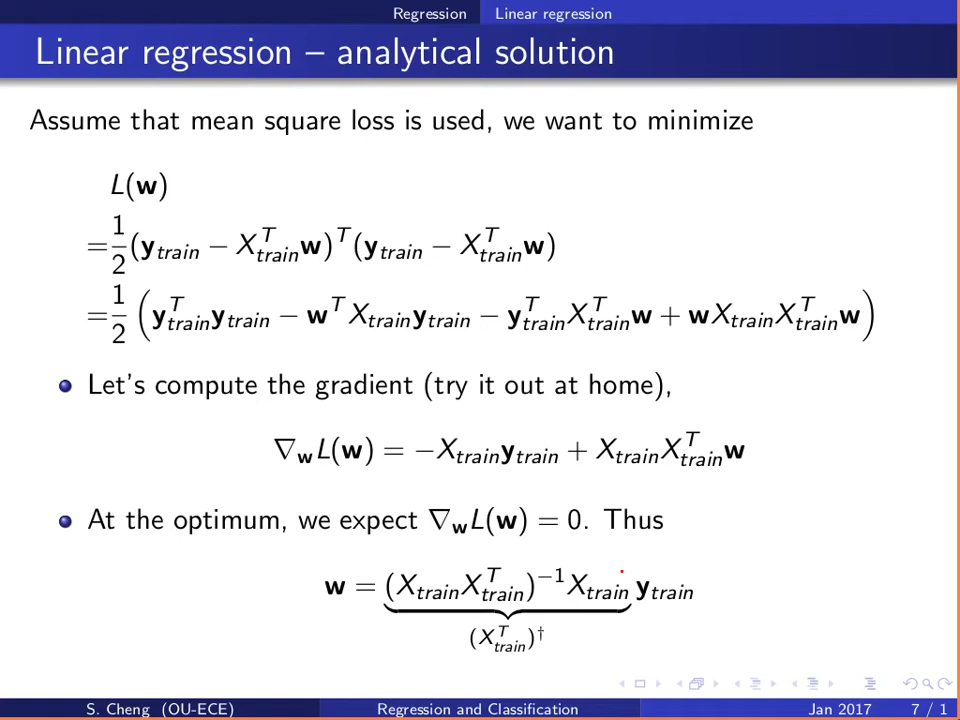 Regression Linear regression
Linear regression – analytical solution
Assume that mean square loss is used, we want to minimize
L(w)
=1/2(y_train − X_train^T w)^T(y_train − X_train^T w)
=1/2 (y_train^T y_train − w^T X_train y_train − y_train^T X_train^T w + wX_train X_train^T w)
Let's compute the gradient (try it out at home),
∇_w L(w) = −X_train y_train + X_train X_train^T w
At the optimum, we expect ∇_w L(w) = 0. Thus
w = (X_train X_train^T)^−1 X_train y_train
(X_train^T)^†
S. Cheng (OU-ECE) Regression and Classification Jan 2017 7 / 1